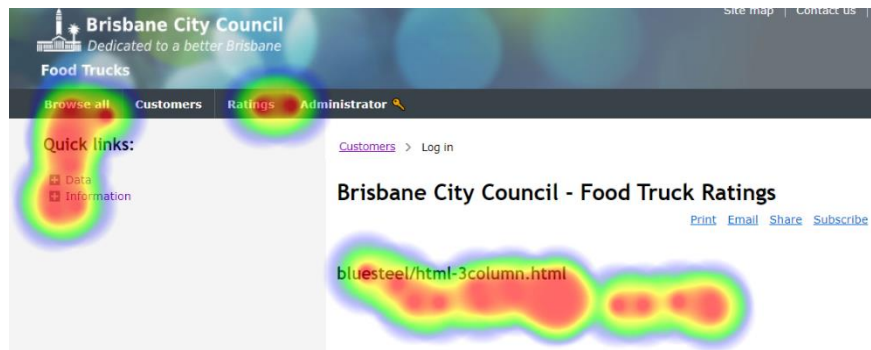 Site map | Contact us |
Brisbane City Council
Dedicated to a better Brisbane
Food Trucks
Browse all Customers Ratings Administrator
Quick links:
Customers > Log in
Data
Information
Brisbane City Council - Food Truck Ratings
Print Email Share Subscribe
bluesteel/html-3column.html